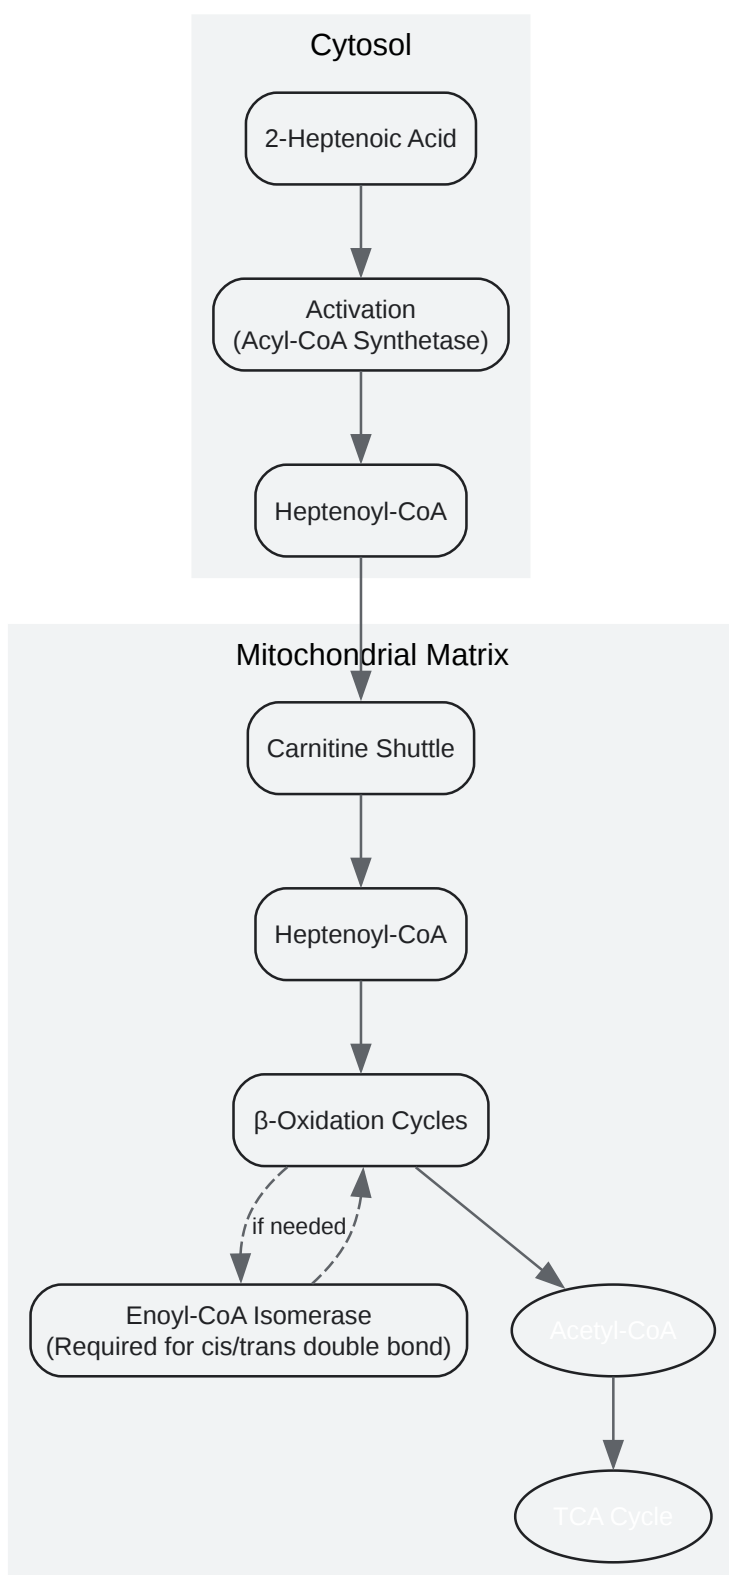 Cytosol
2-Heptenoic Acid
Activation
(Acyl-CoA Synthetase)
Heptenoyl-CoA
Mitochondrial Matrix
Carnitine Shuttle
Heptenoyl-CoA
β-Oxidation Cycles
if needed
Enoyl-CoA Isomerase
(Required for cis/trans double bond)
Acetyl-CoA
TCA Cycle